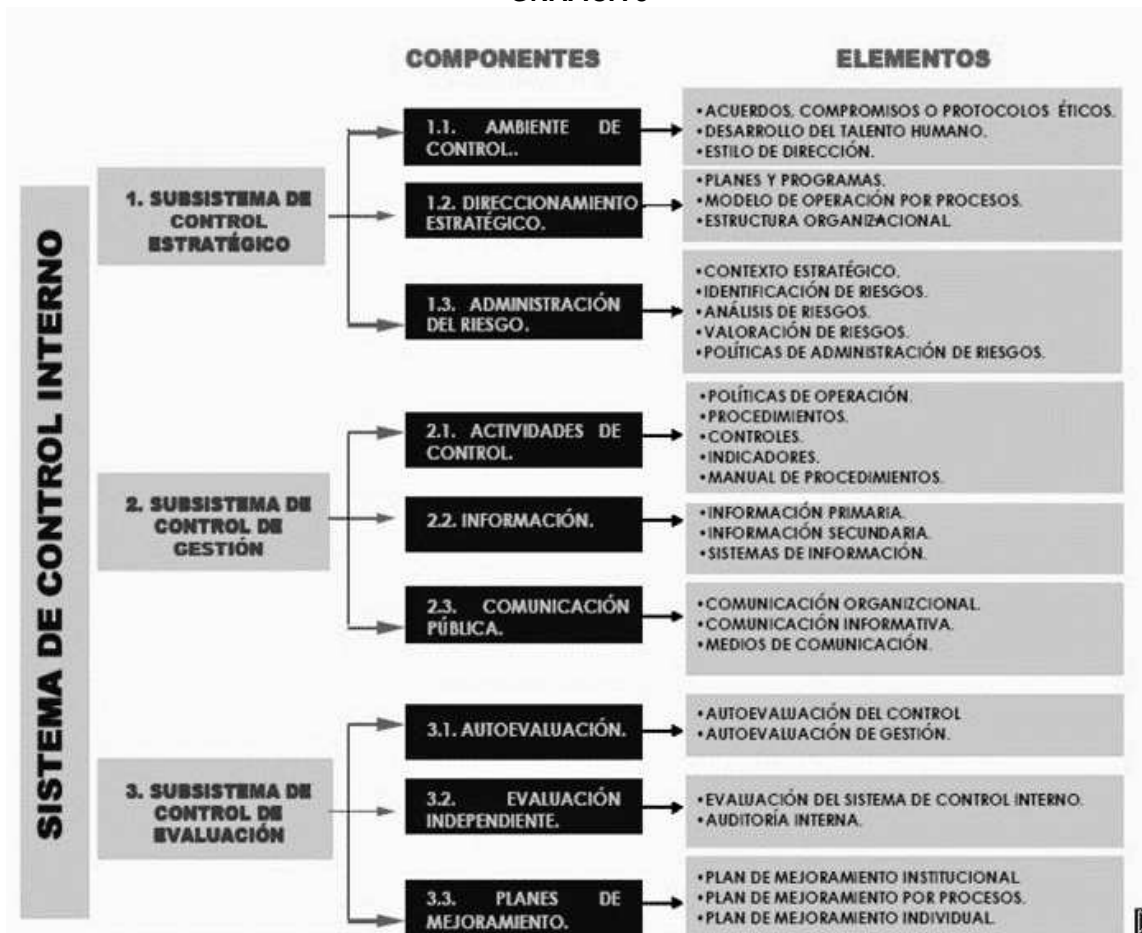 COMPONENTES
ELEMENTOS
SISTEMA DE CONTROL INTERNO
1. SUBSISTEMA DE
CONTROL
ESTRATÉGICO
1.1. AMBIENTE DE
CONTROL..
•ACUERDOS, COMPROMISOS O PROTOCOLOS ÉTICOS.
•DESARROLLO DEL TALENTO HUMANO.
•ESTILO DE DIRECCIÓN.
1.2. DIRECCIONAMIENTO
ESTRATÉGICO.
•PLANES Y PROGRAMAS.
•MODELO DE OPERACIÓN POR PROCESOS.
•ESTRUCTURA ORGANIZACIONAL
1.3. ADMINISTRACIÓN
DEL RIESGO.
•CONTEXTO ESTRATÉGICO.
•IDENTIFICACIÓN DE RIESGOS.
•ANÁLISIS DE RIESGOS.
•VALORACIÓN DE RIESGOS.
•POLÍTICAS DE ADMINISTRACIÓN DE RIESGOS.
2. SUBSISTEMA DE
CONTROL DE
GESTIÓN
2.1. ACTIVIDADES DE
CONTROL.
•POLÍTICAS DE OPERACIÓN.
•PROCEDIMIENTOS.
•CONTROLES.
•INDICADORES.
•MANUAL DE PROCEDIMIENTOS.
2.2. INFORMACIÓN.
•INFORMACIÓN PRIMARIA.
•INFORMACIÓN SECUNDARIA.
•SISTEMAS DE INFORMACIÓN.
2.3. COMUNICACIÓN
PÚBLICA.
•COMUNICACIÓN ORGANIZCIONAL.
•COMUNICACIÓN INFORMATIVA.
•MEDIOS DE COMUNICACIÓN.
3. SUBSISTEMA DE
CONTROL DE
EVALUACIÓN
3.1. AUTOEVALUACIÓN.
•AUTOEVALUACIÓN DEL CONTROL
•AUTOEVALUACIÓN DE GESTIÓN.
3.2. EVALUACIÓN
INDEPENDIENTE.
•EVALUACIÓN DEL SISTEMA DE CONTROL INTERNO.
•AUDITORÍA INTERNA.
3.3. PLANES DE
MEJORAMIENTO.
•PLAN DE MEJORAMIENTO INSTITUCIONAL
•PLAN DE MEJORAMIENTO POR PROCESOS.
•PLAN DE MEJORAMIENTO INDIVIDUAL.